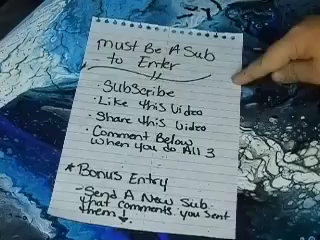 must Be A Sub
to Enter
• Subscribe
• Like this Video
• Share this Video
• Comment Below
when you do All 3
* Bonus Entry
- Send A New Sub
that comments you sent
them ↓